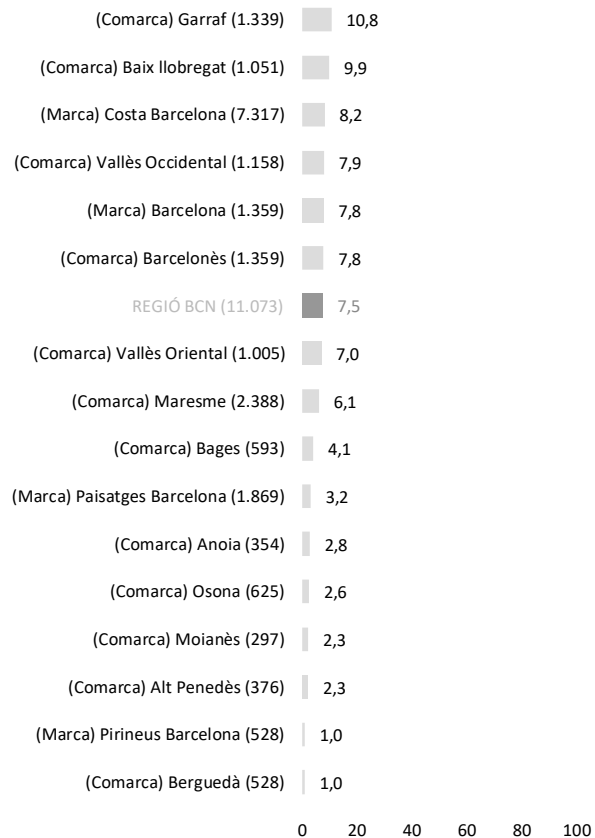 (Comarca) Garraf (1.339) 10,8
(Comarca) Baix llobregat (1.051) 9,9
(Marca) Costa Barcelona (7.317) 8,2
(Comarca) Vallès Occidental (1.158) 7,9
(Marca) Barcelona (1.359) 7,8
(Comarca) Barcelonès (1.359) 7,8
REGIÓ BCN (11.073) 7,5
(Comarca) Vallès Oriental (1.005) 7,0
(Comarca) Maresme (2.388) 6,1
(Comarca) Bages (593) 4,1
(Marca) Paisatges Barcelona (1.869) 3,2
(Comarca) Anoia (354) 2,8
(Comarca) Osona (625) 2,6
(Comarca) Moianès (297) 2,3
(Comarca) Alt Penedès (376) 2,3
(Marca) Pirineus Barcelona (528) 1,0
(Comarca) Berguedà (528) 1,0
0 20 40 60 80 100